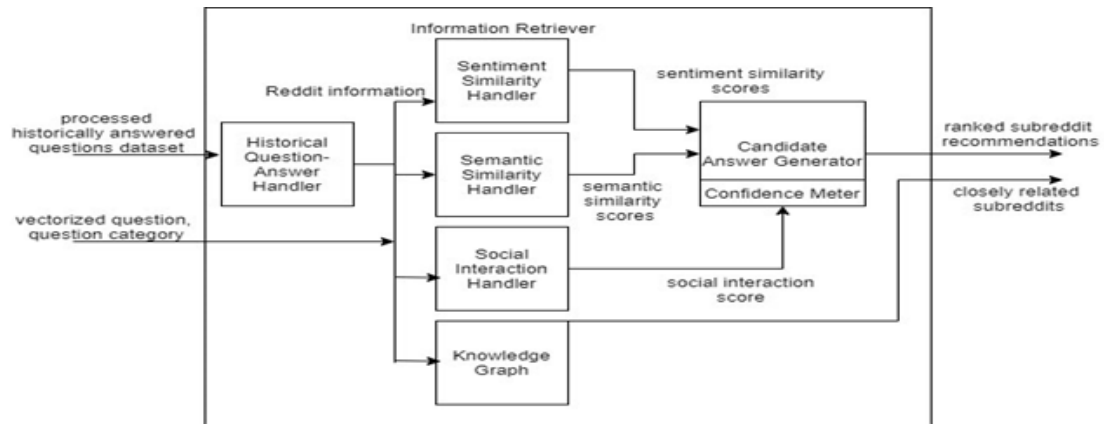 Information Retriever
Reddit information
processed
historically answered
questions dataset
Historical
Question-
Answer
Handler
vectorized question,
question category
Sentiment
Similarity
Handler
Semantic
Similarity
Handler
Social
Interaction
Handler
Knowledge
Graph
sentiment similarity
scores
semantic
similarity
scores
social interaction
score
Candidate
Answer Generator
Confidence Meter
ranked subreddit
recommendations
closely related
subreddits